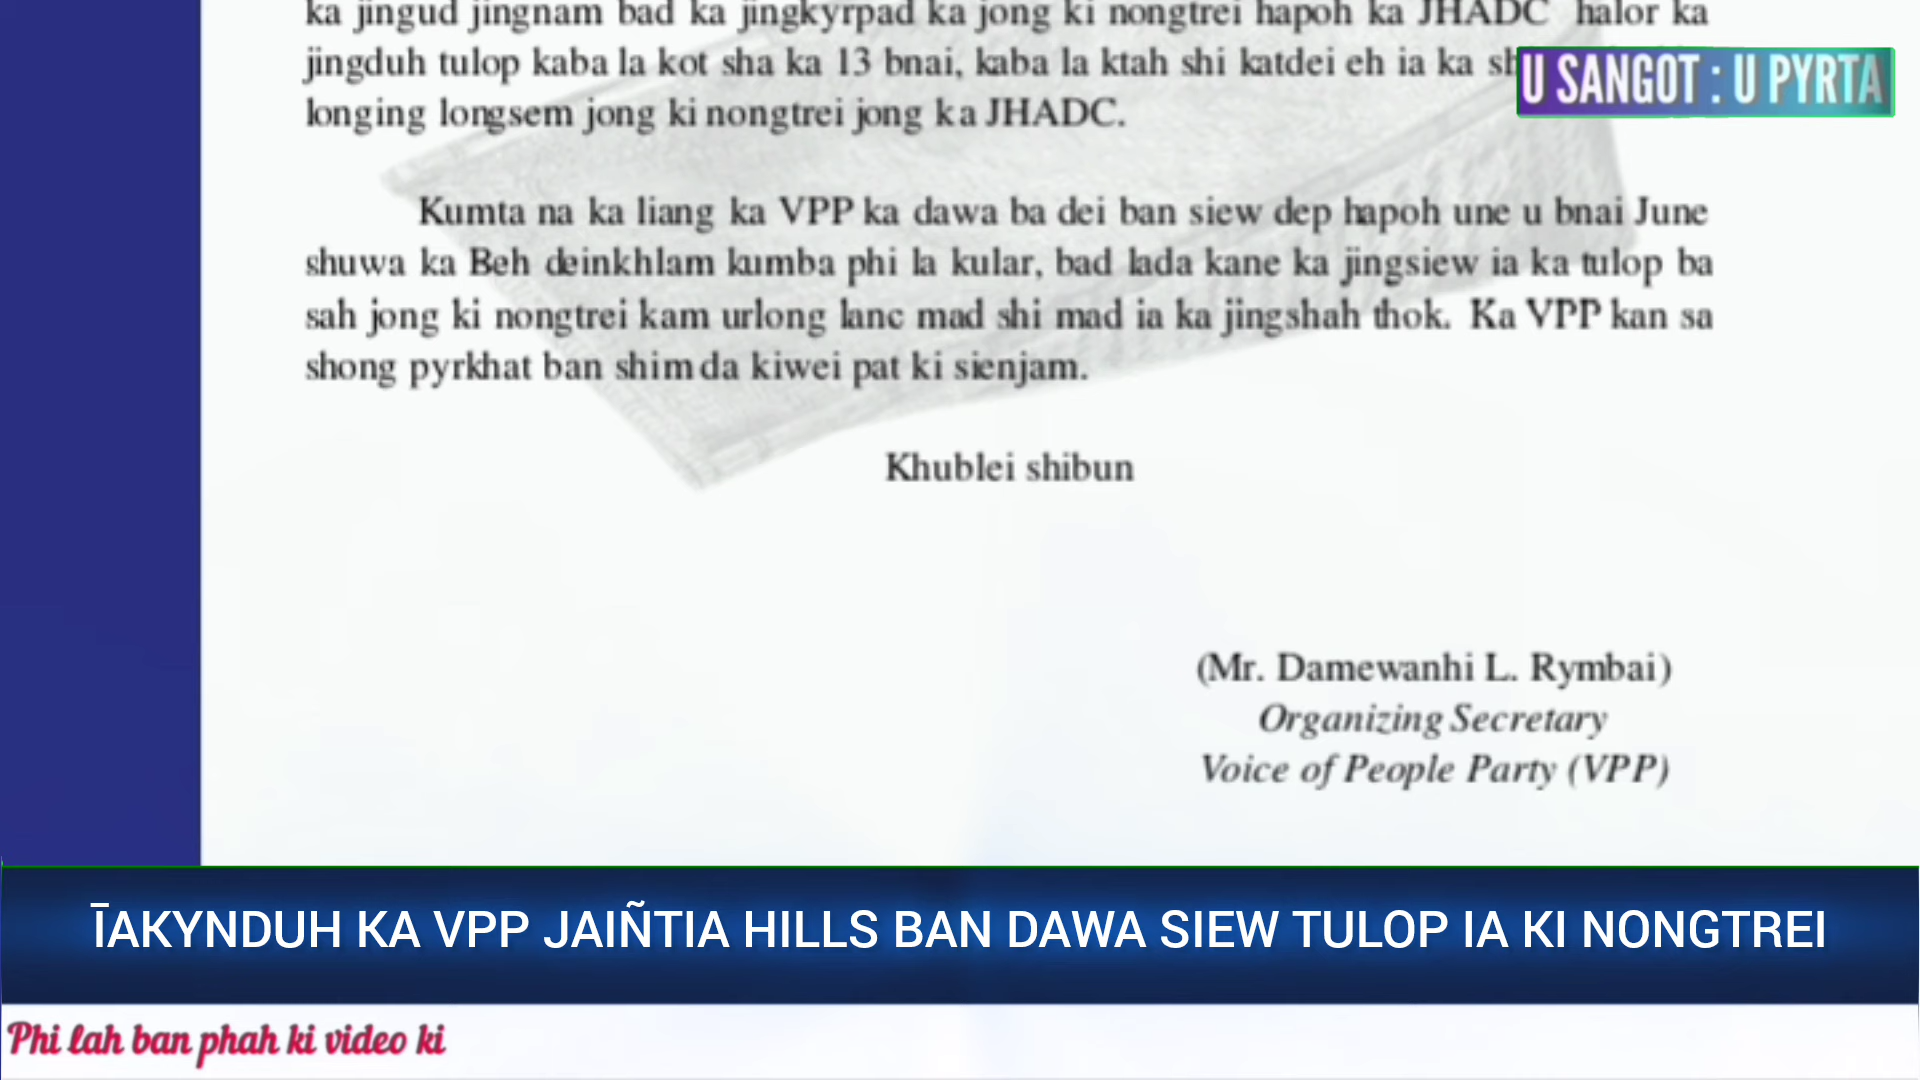 ka jingud jingnam bad ka jingkyrpad ka jong ki nongtrei hapoh ka JHADC halor ka
jingduh tulop kaba la kot sha ka 13 bnai, kaba la ktah shi katdei eh ia ka
U SANGOT : U PYRTA
longing longsem jong ki nongtrei jong ka JHADC.
Kumta na ka liang ka VPP ka dawa ba dei ban siew dep hapoh une u bnai June
shuwa ka Beh deinkhlam kumba phi la kular, bad lada kane ka jingsiew ia ka tulop ba
sah jong ki nongtrei kam urlong lane mad shi mad ia ka jingshah thok. Ka VPP kan sa
shong pyrkhat ban shim da kiwei pat ki sienjam.
Khublei shibun
(Mr. Damewanhi L. Rymbai)
Organizing Secretary
Voice of People Party (VPP)
ĪAKYNDUH KA VPP JAIÑTIA HILLS BAN DAWA SIEW TULOP IA KI NONGTREI
Phi lah ban phah ki video ki